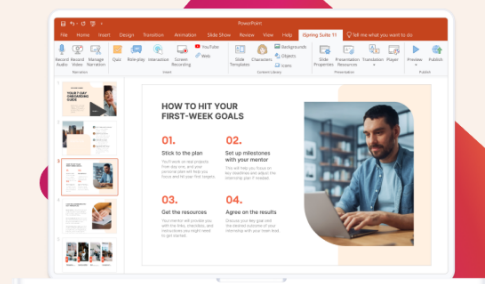 PowerPoint
File Home Insert Design Transition Animation Slide Show Review View Help iSpring Suite 11 Tell me what you want to do
Record Audio
Record Video
Manage Narration
Quiz
Role-play
Interaction
Screen Recording
YouTube
Web
Slide Templates
Characters
Backgrounds
Objects
Icons
Slide Properties
Presentation Resources
Translation
Player
Preview
Publish
Narration
Insert
Content Library
Presentation
Publish
HOW TO HIT YOUR
FIRST-WEEK GOALS
01.
Stick to the plan
02.
Set up milestones
with your mentor
03.
Get the resources
04.
Agree on the results